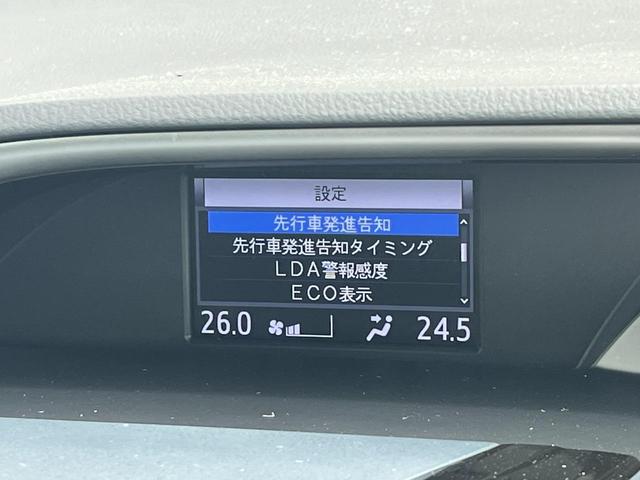 設定
先行車発進告知
先行車発進告知タイミング
LDA警報感度
ECO表示
26.0
24.5